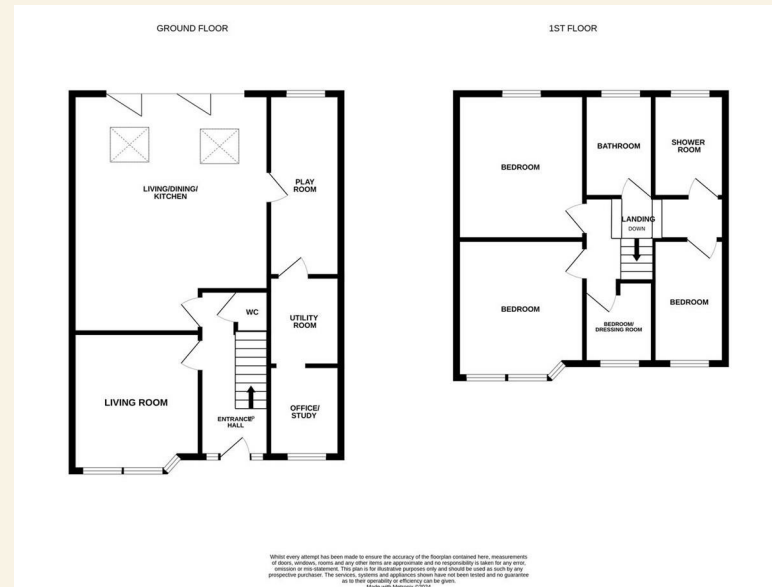 GROUND FLOOR
1ST FLOOR
LIVING/DINING/
KITCHEN
PLAY
ROOM
WC
UTILITY
ROOM
LIVING ROOM
ENTRANCE
UP
HALL
OFFICE/
STUDY
BEDROOM
BATHROOM
SHOWER
ROOM
LANDING
DOWN
BEDROOM
BEDROOM/
DRESSING ROOM
BEDROOM
Whilst every attempt has been made to ensure the accuracy of the floorplan contained here, measurements
of doors, windows, rooms and any other items are approximate and no responsibility is taken for any error,
omission or mis-statement. This plan is for illustrative purposes only and should be used as such by any
prospective purchaser. The services, systems and appliances shown have not been tested and no guarantee
as to their operability or efficiency can be given.
Made with Metropix ©2024